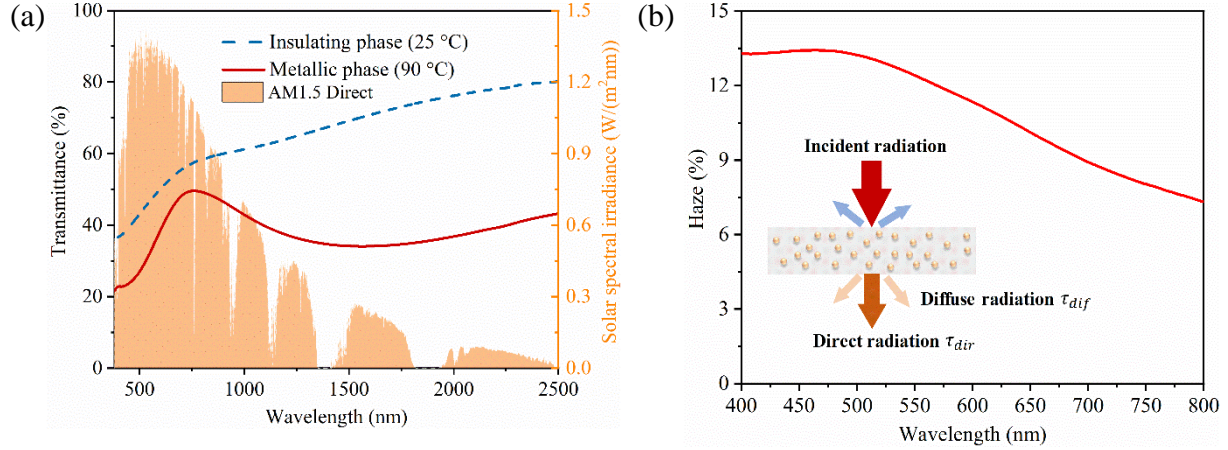 (a)
100
80
60
40
20
0
Transmittance (%)
Insulating phase (25 °C)
Metallic phase (90 °C)
AM1.5 Direct
1.5
1.2
0.9
0.6
0.3
0.0
Solar spectral irradiance (W/(m²nm))
500 1000 1500 2000 2500
Wavelength (nm)
(b)
15
12
9
6
3
0
Haze (%)
Incident radiation
Diffuse radiation τ_dif
Direct radiation τ_dir
400 450 500 550 600 650 700 750 800
Wavelength (nm)